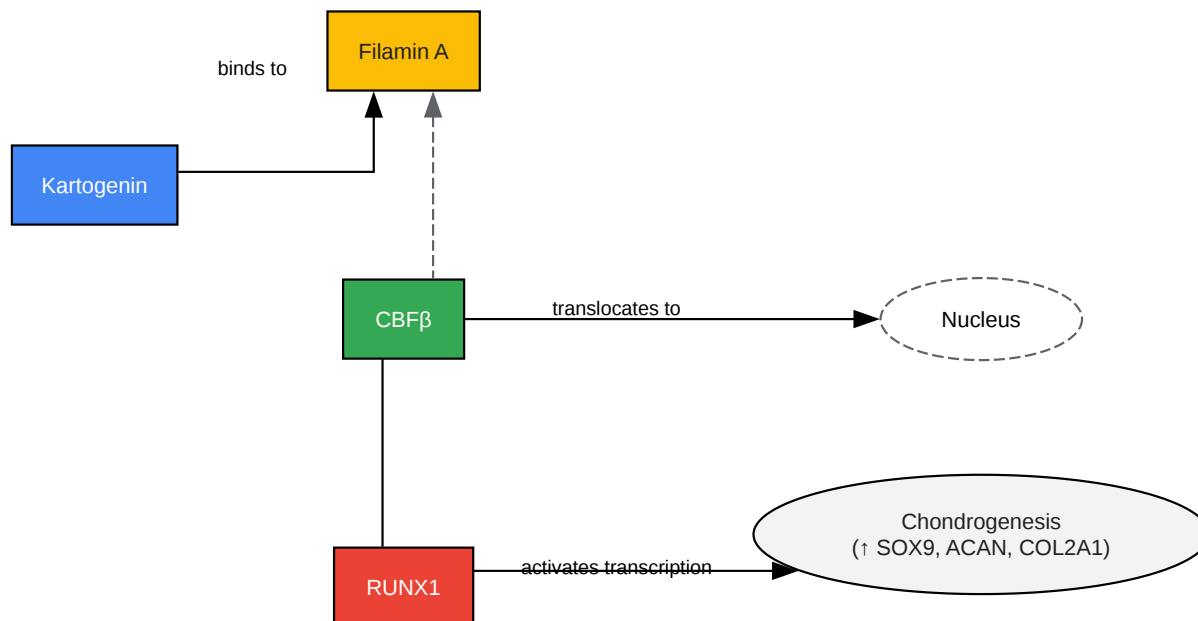 Filamin A
binds to
Kartogenin
CBFβ
translocates to
Nucleus
Chondrogenesis
(↑ SOX9, ACAN, COL2A1)
RUNX1
activates transcription